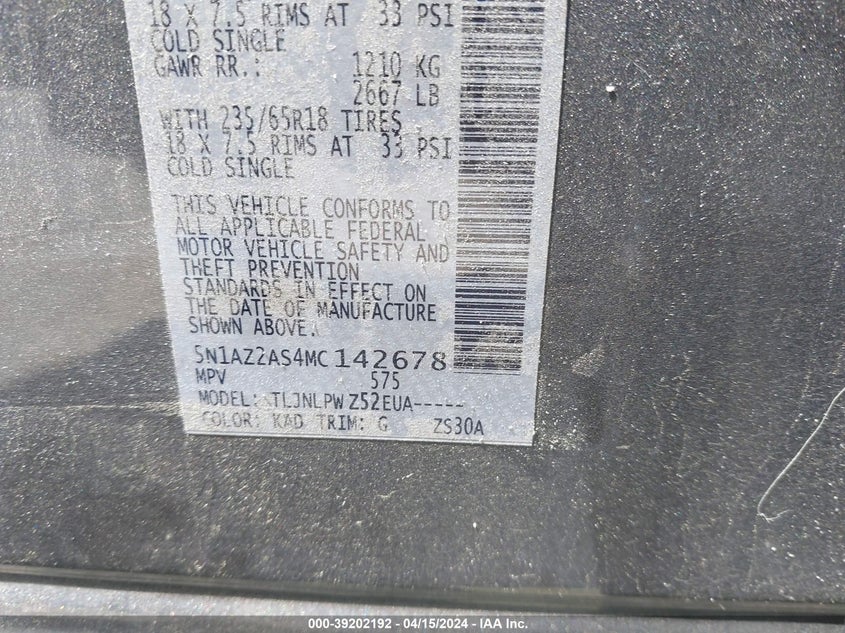 18 X 7.5 RIMS AT 33 PSI
COLD SINGLE
GAWR RR.: 1210 KG
2667 LB
WITH 235/65R18 TIRES
18 X 7.5 RIMS AT 33 PSI
COLD SINGLE
THIS VEHICLE CONFORMS TO
ALL APPLICABLE FEDERAL
MOTOR VEHICLE SAFETY AND
THEFT PREVENTION
STANDARDS IN EFFECT ON
THE DATE OF MANUFACTURE
SHOWN ABOVE.
5N1AZ2AS4MC142678
MPV 575
MODEL: TLJNLPW Z52EUA-----
COLOR: KAD TRIM: G ZS30A
000-39202192 - 04/15/2024 - IAA Inc.